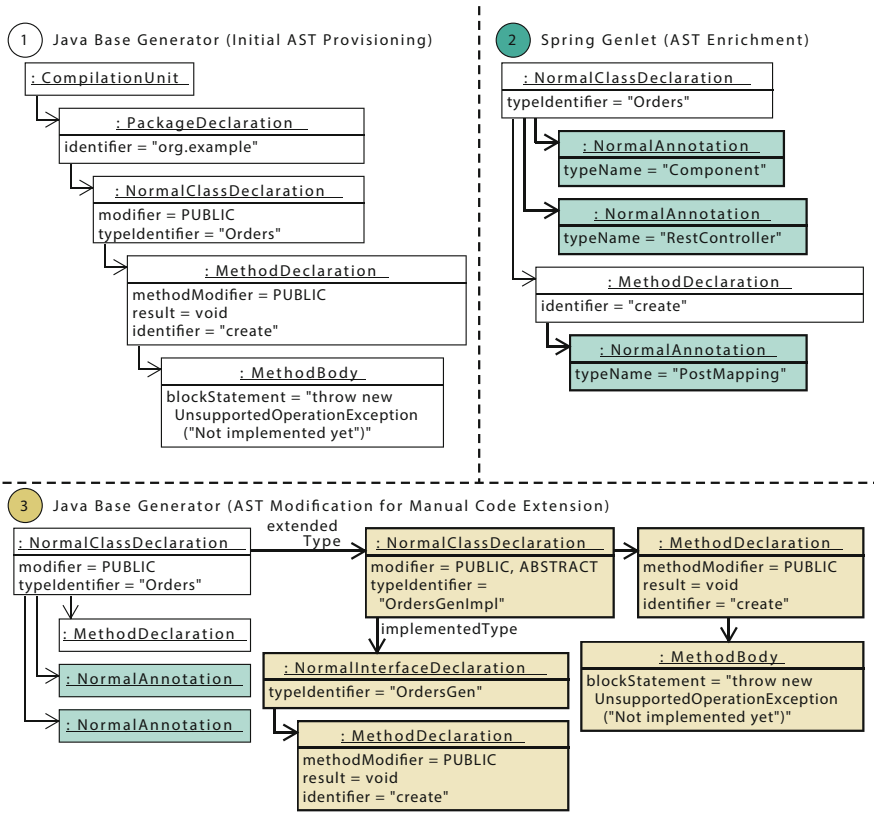 1 Java Base Generator (Initial AST Provisioning)
: CompilationUnit
: PackageDeclaration
identifier = "org.example"
: NormalClassDeclaration
modifier = PUBLIC
typeIdentifier = "Orders"
: MethodDeclaration
methodModifier = PUBLIC
result = void
identifier = "create"
: MethodBody
blockStatement = "throw new
UnsupportedOperationException
("Not implemented yet")"
2 Spring Genlet (AST Enrichment)
: NormalClassDeclaration
typeIdentifier = "Orders"
: NormalAnnotation
typeName = "Component"
: NormalAnnotation
typeName = "RestController"
: MethodDeclaration
identifier = "create"
: NormalAnnotation
typeName = "PostMapping"
3 Java Base Generator (AST Modification for Manual Code Extension)
: NormalClassDeclaration
modifier = PUBLIC
typeIdentifier = "Orders"
: MethodDeclaration
: NormalAnnotation
: NormalAnnotation
extended
Type
: NormalClassDeclaration
modifier = PUBLIC, ABSTRACT
typeIdentifier =
"OrdersGenImpl"
implementedType
: NormalInterfaceDeclaration
typeIdentifier = "OrdersGen"
: MethodDeclaration
methodModifier = PUBLIC
result = void
identifier = "create"
: MethodDeclaration
methodModifier = PUBLIC
result = void
identifier = "create"
: MethodBody
blockStatement = "throw new
UnsupportedOperationException
("Not implemented yet")"